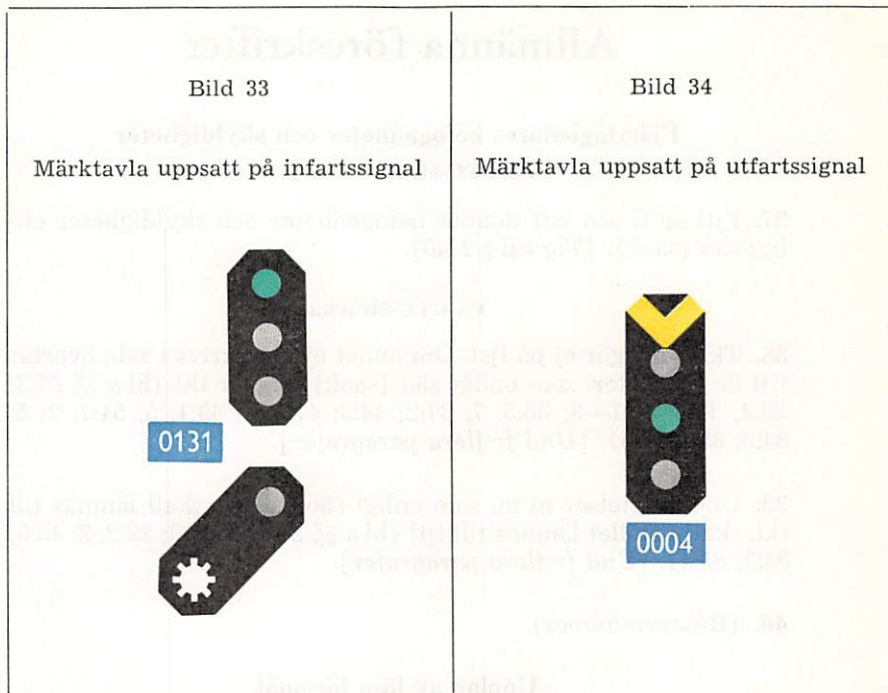 Bild 33
Märktavla uppsatt på infartssignal
0131
Bild 34
Märktavla uppsatt på utfartssignal
0004